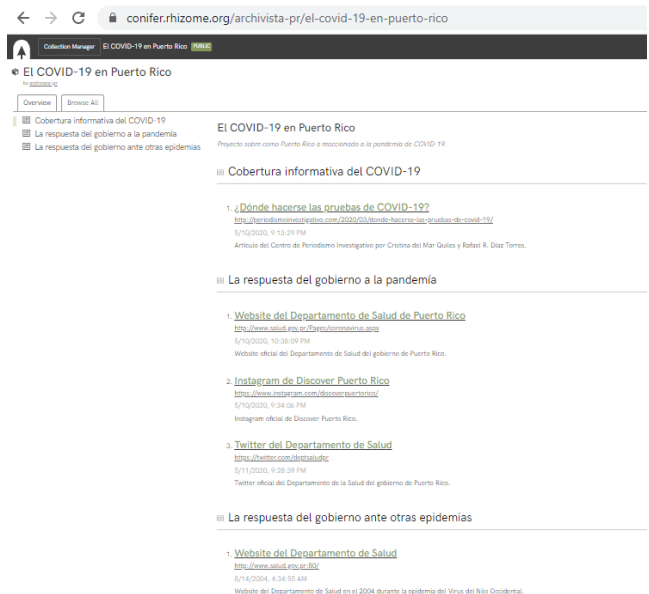 conifer.rhizome.org/archivista-pr/el-covid-19-en-puerto-rico
Collection Manager El COVID-19 en Puerto Rico PUBLIC
El COVID-19 en Puerto Rico
by archivista-pr
Overview Browse All
Cobertura informativa del COVID-19
La respuesta del gobierno a la pandemia
La respuesta del gobierno ante otras epidemias
El COVID-19 en Puerto Rico
Proyecto sobre como Puerto Rico a reaccionado a la pandemia de COVID-19.
Cobertura informativa del COVID-19
1. ¿Dónde hacerse las pruebas de COVID-19?
http://periodismoinvestigativo.com/2020/03/donde-hacerse-las-pruebas-de-covid-19/
5/10/2020, 9:13:29 PM
Artículo del Centro de Periodismo Investigativo por Cristina del Mar Quiles y Rafael R. Díaz Torres.
La respuesta del gobierno a la pandemía
1. Website del Departamento de Salud de Puerto Rico
http://www.salud.gov.pr/Pages/coronavirus.aspx
5/10/2020, 10:38:09 PM
Website oficial del Departamento de Salud del gobierno de Puerto Rico.
2. Instagram de Discover Puerto Rico
https://www.instagram.com/discoverpuertorico/
5/10/2020, 9:34:06 PM
Instagram oficial de Discover Puerto Rico.
3. Twitter del Departamento de Salud
https://twitter.com/deptsaludpr
5/11/2020, 9:28:39 PM
Twitter oficial del Departamento de la Salud del gobierno de Puerto Rico.
La respuesta del gobierno ante otras epidemias
1. Website del Departamento de Salud
http://www.salud.gov.pr:80/
6/14/2004, 4:34:55 AM
Website del Departamento de Salud en el 2004 durante la epidemia del Virus del Nilo Occidental.